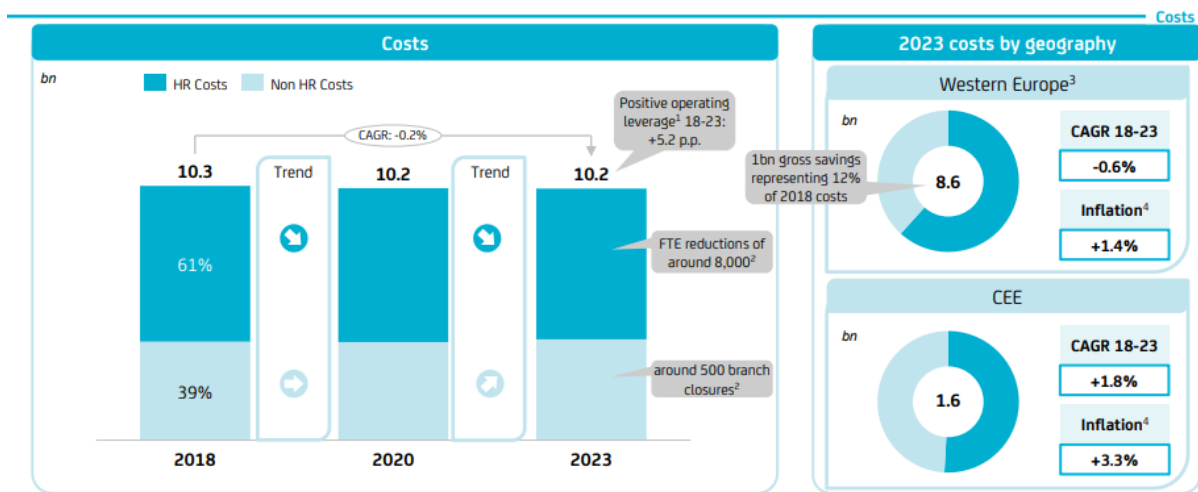 Costs
Costs
bn
HR Costs
Non HR Costs
Positive operating
leverage¹ 18-23:
+5.2 p.p.
CAGR: -0.2%
10.3
Trend
10.2
Trend
10.2
61%
FTE reductions of
around 8,000²
39%
around 500 branch
closures²
2018
2020
2023
2023 costs by geography
Western Europe³
bn
1bn gross savings
representing 12%
of 2018 costs
8.6
CAGR 18-23
-0.6%
Inflation⁴
+1.4%
CEE
bn
1.6
CAGR 18-23
+1.8%
Inflation⁴
+3.3%